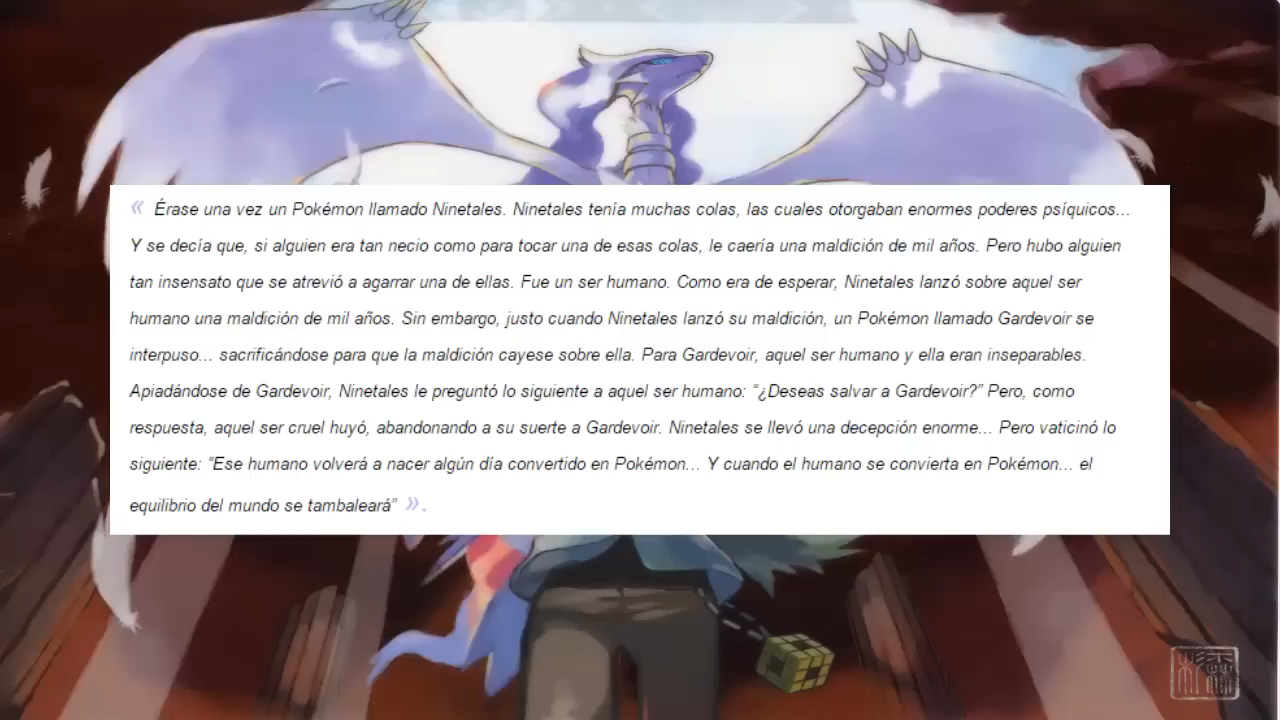 « Érase una vez un Pokémon llamado Ninetales. Ninetales tenía muchas colas, las cuales otorgaban enormes poderes psíquicos...
Y se decía que, si alguien era tan necio como para tocar una de esas colas, le caería una maldición de mil años. Pero hubo alguien
tan insensato que se atrevió a agarrar una de ellas. Fue un ser humano. Como era de esperar, Ninetales lanzó sobre aquel ser
humano una maldición de mil años. Sin embargo, justo cuando Ninetales lanzó su maldición, un Pokémon llamado Gardevoir se
interpuso... sacrificándose para que la maldición cayese sobre ella. Para Gardevoir, aquel ser humano y ella eran inseparables.
Apiadándose de Gardevoir, Ninetales le preguntó lo siguiente a aquel ser humano: “¿Deseas salvar a Gardevoir?” Pero, como
respuesta, aquel ser cruel huyó, abandonando a su suerte a Gardevoir. Ninetales se llevó una decepción enorme... Pero vaticinó lo
siguiente: “Ese humano volverá a nacer algún día convertido en Pokémon... Y cuando el humano se convierta en Pokémon... el
equilibrio del mundo se tambaleará” ».